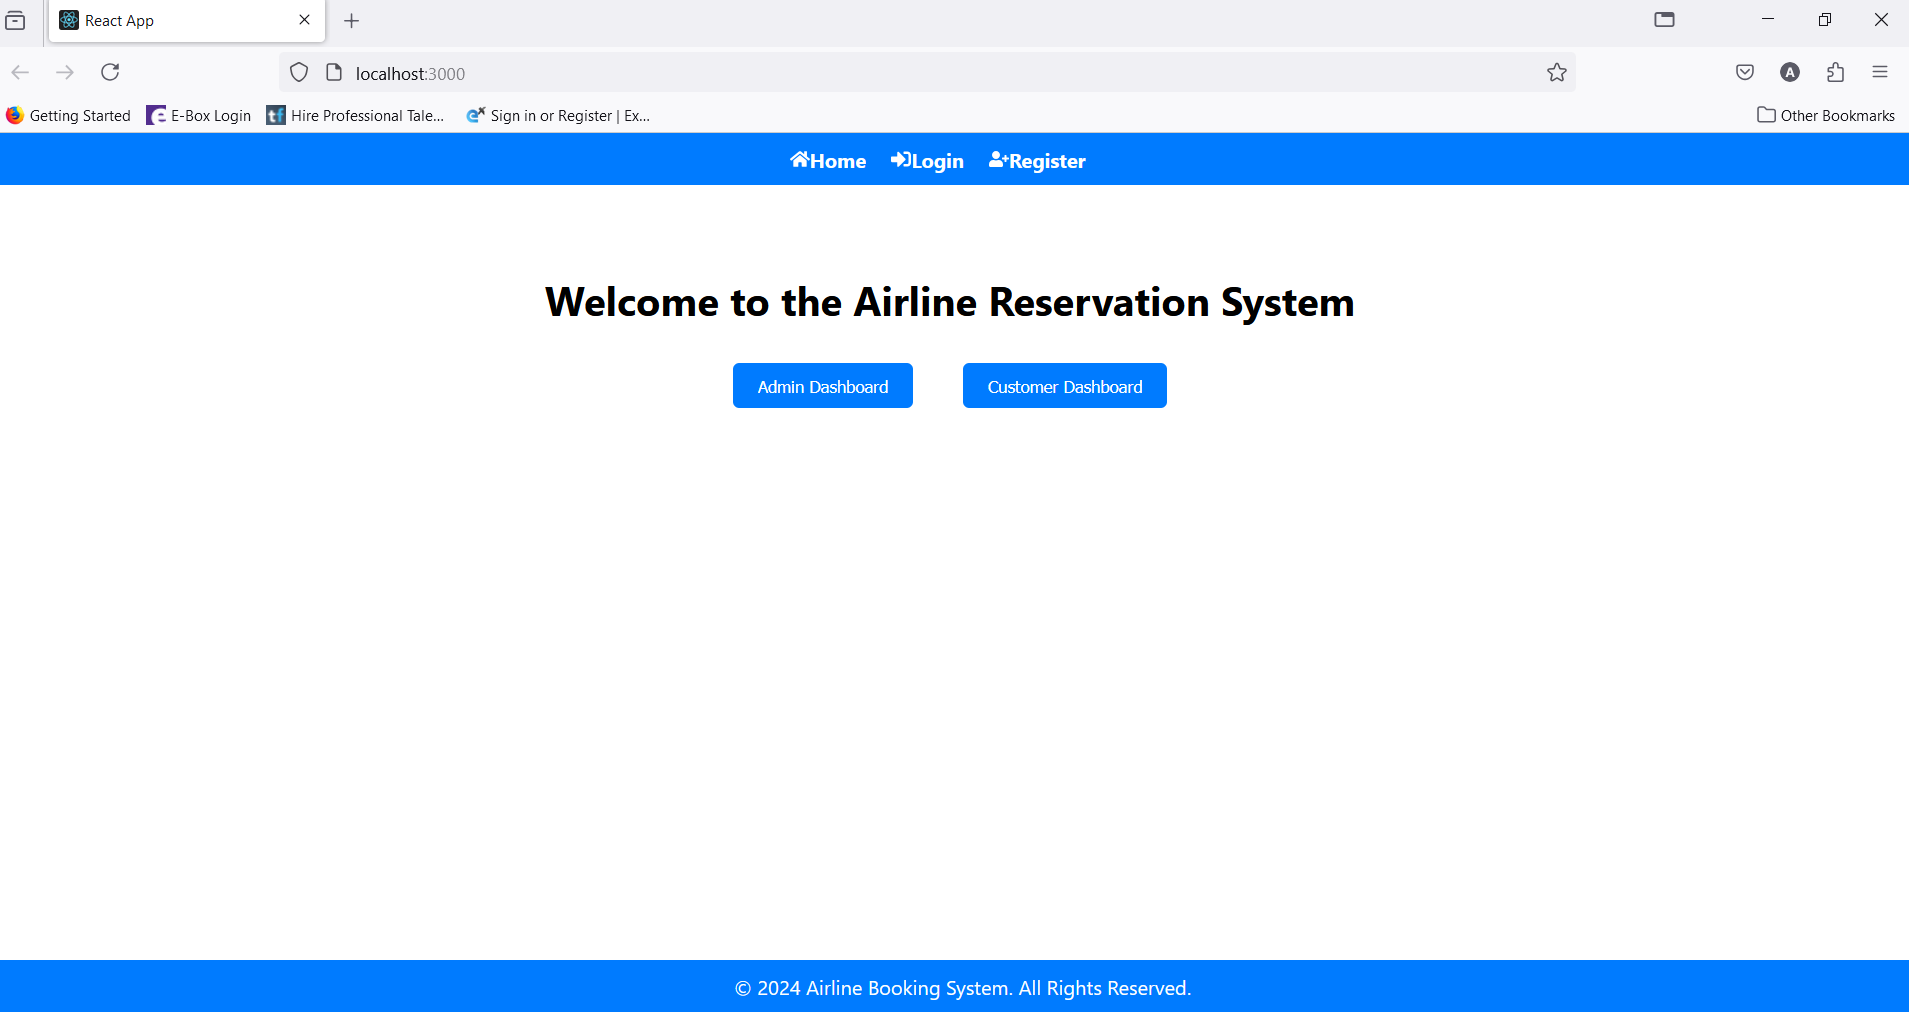 React App
localhost:3000
A
Getting Started E-Box Login Hire Professional Tale... Sign in or Register | Ex... Other Bookmarks
Home Login Register
Welcome to the Airline Reservation System
Admin Dashboard Customer Dashboard
© 2024 Airline Booking System. All Rights Reserved.